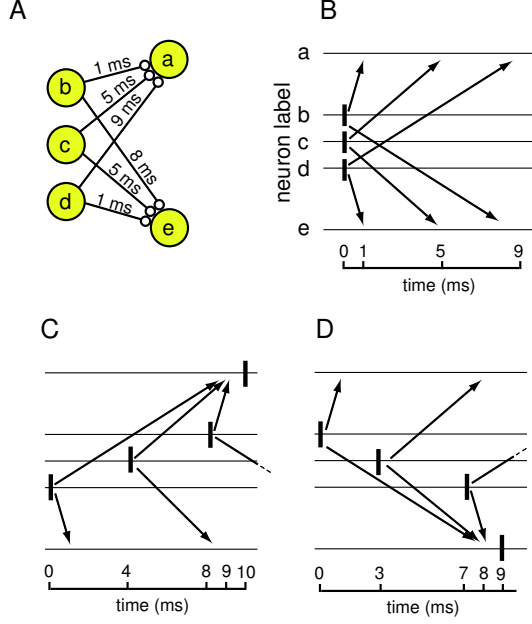 A
b
c
d
a
e
1 ms
5 ms
9 ms
8 ms
5 ms
1 ms
B
neuron label
a
b
c
d
e
0 1 5 9
time (ms)
C
0 4 8 9 10
time (ms)
D
0 3 7 8 9
time (ms)